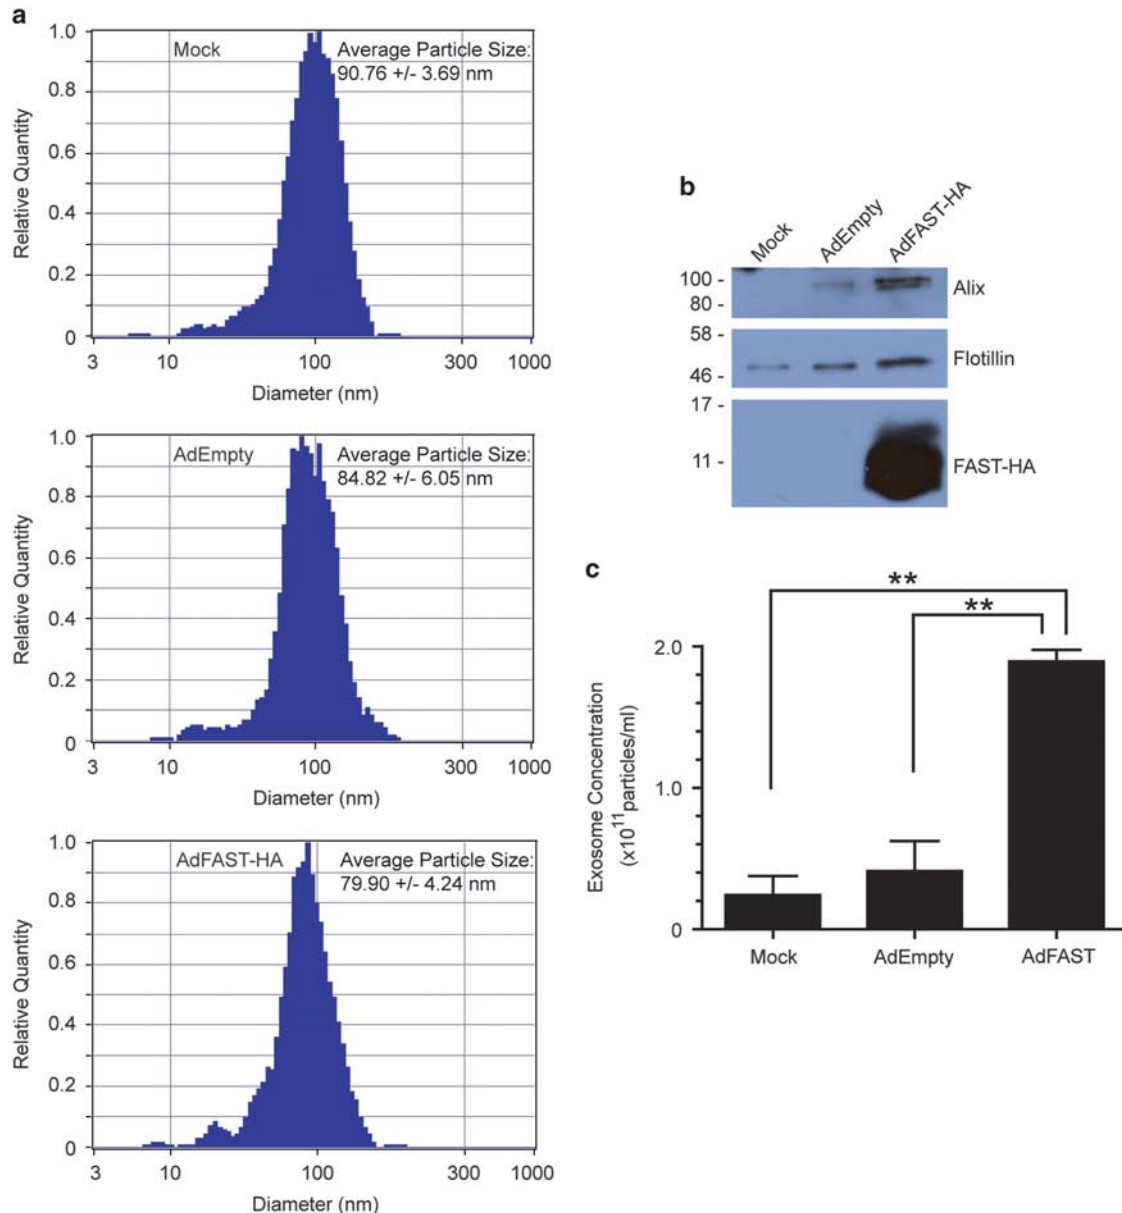 a
Mock
Average Particle Size:
90.76 +/- 3.69 nm
1.0
0.8
0.6
0.4
0.2
0
Relative Quantity
3 10 100 300 1000
Diameter (nm)
AdEmpty
Average Particle Size:
84.82 +/- 6.05 nm
1.0
0.8
0.6
0.4
0.2
0
Relative Quantity
3 10 100 300 1000
Diameter (nm)
AdFAST-HA
Average Particle Size:
79.90 +/- 4.24 nm
1.0
0.8
0.6
0.4
0.2
0
Relative Quantity
3 10 100 300 1000
Diameter (nm)
b
Mock AdEmpty AdFAST-HA
100 -
80 -
Alix
58 -
46 -
Flotillin
17 -
11 -
FAST-HA
c
**
**
2.0
1.0
0
Exosome Concentration
(x10¹¹particles/ml)
Mock AdEmpty AdFAST